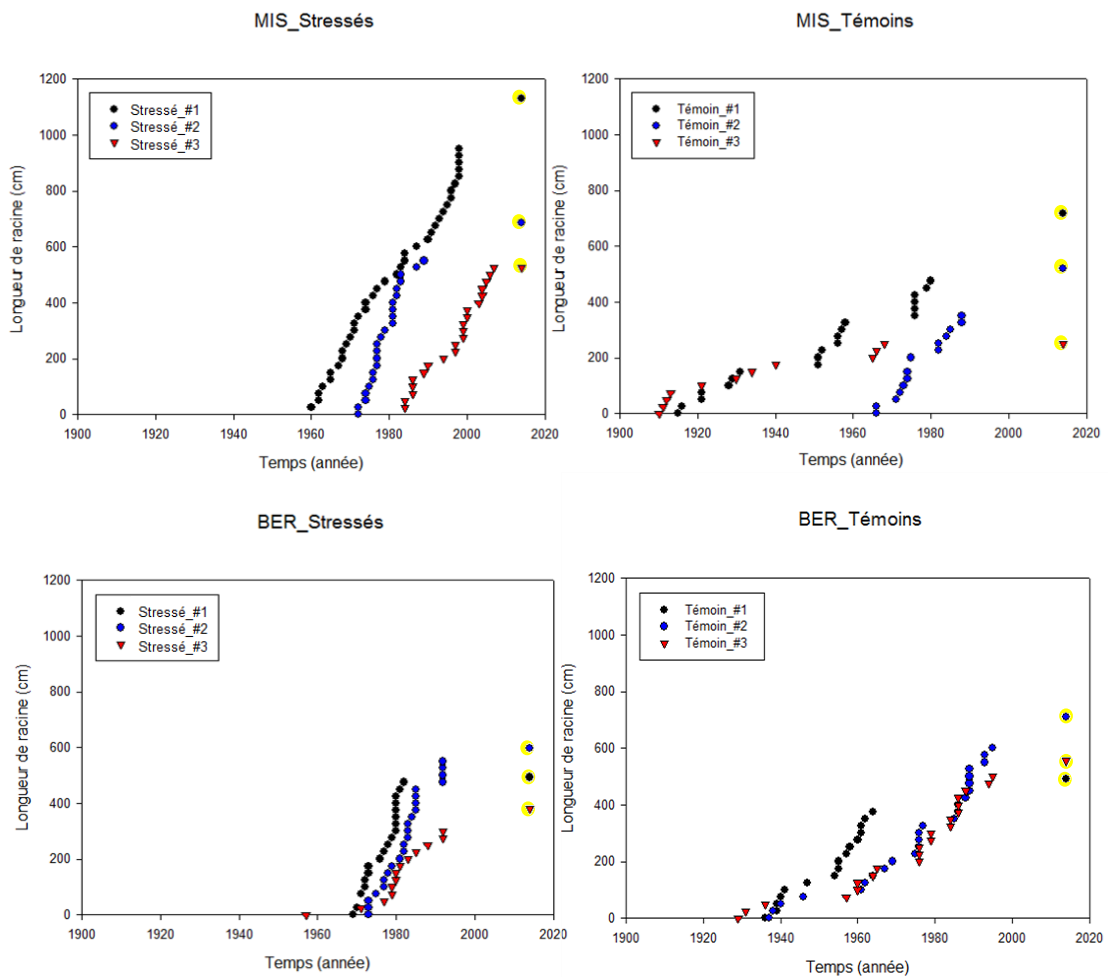 MIS_Stressés
MIS_Témoins
Longueur de racine (cm)
1200
1000
800
600
400
200
0
Stressé_#1
Stressé_#2
Stressé_#3
1900 1920 1940 1960 1980 2000 2020
Temps (année)
Longueur de racine (cm)
1200
1000
800
600
400
200
0
Témoin_#1
Témoin_#2
Témoin_#3
1900 1920 1940 1960 1980 2000 2020
Temps (année)
BER_Stressés
BER_Témoins
Longueur de racine (cm)
1200
1000
800
600
400
200
0
Stressé_#1
Stressé_#2
Stressé_#3
1900 1920 1940 1960 1980 2000 2020
Temps (année)
Longueur de racine (cm)
1200
1000
800
600
400
200
0
Témoin_#1
Témoin_#2
Témoin_#3
1900 1920 1940 1960 1980 2000 2020
Temps (année)